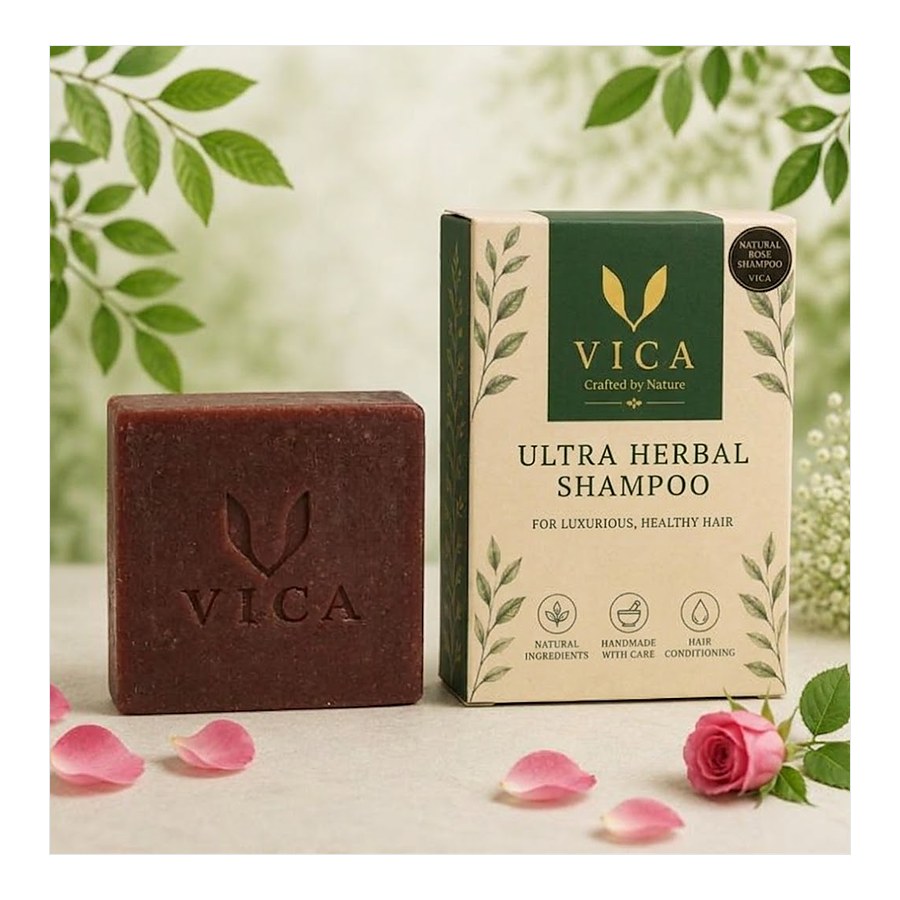 VICA
NATURAL
ROSE
SHAMPOO
VICA
VICA
Crafted by Nature
ULTRA HERBAL
SHAMPOO
FOR LUXURIOUS, HEALTHY HAIR
NATURAL
INGREDIENTS
HANDMADE
WITH CARE
HAIR
CONDITIONING